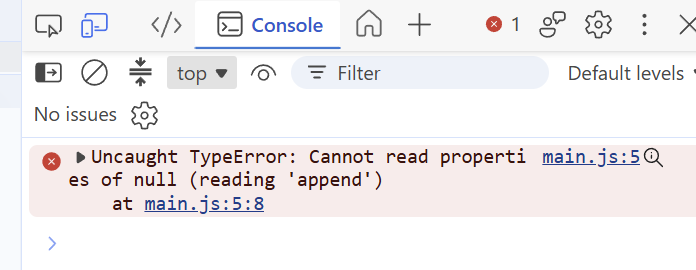 Console
1
top
Filter
Default levels
No issues
Uncaught TypeError: Cannot read properti main.js:5
es of null (reading 'append')
at main.js:5:8